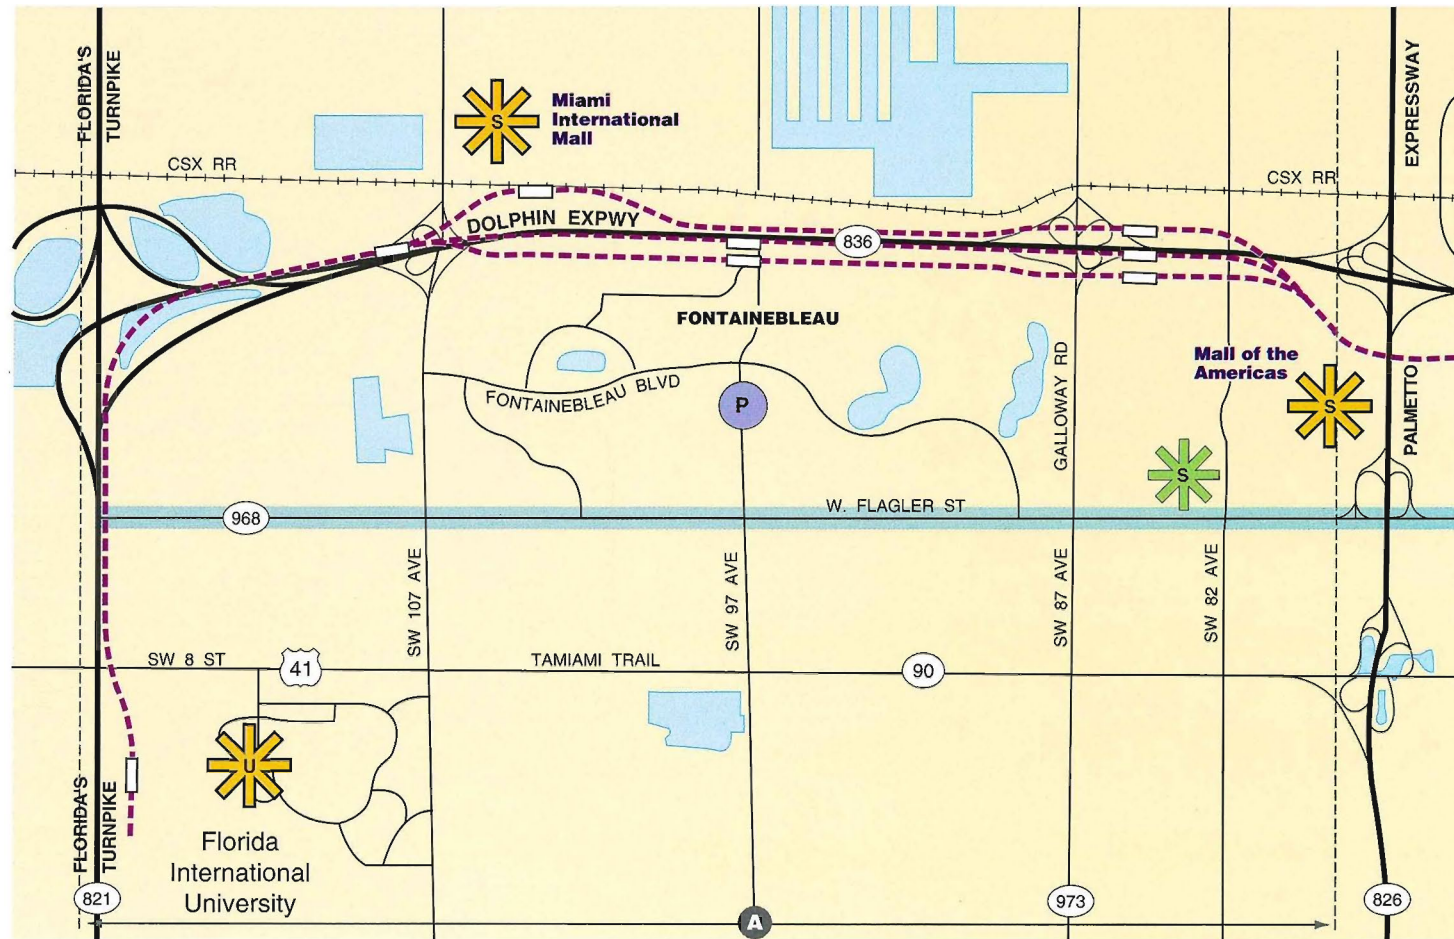 FLORIDA'S
TURNPIKE
EXPRESSWAY
S
Miami
International
Mall
CSX RR
CSX RR
DOLPHIN EXPWY
836
FONTAINEBLEAU
Mall of the
Americas
S
FONTAINEBLEAU BLVD
P
GALLOWAY RD
PALMETTO
S
968
W. FLAGLER ST
SW 107 AVE
SW 97 AVE
SW 87 AVE
SW 82 AVE
SW 8 ST
41
TAMIAMI TRAIL
90
U
FLORIDA'S
TURNPIKE
Florida
International
University
821
973
826
A